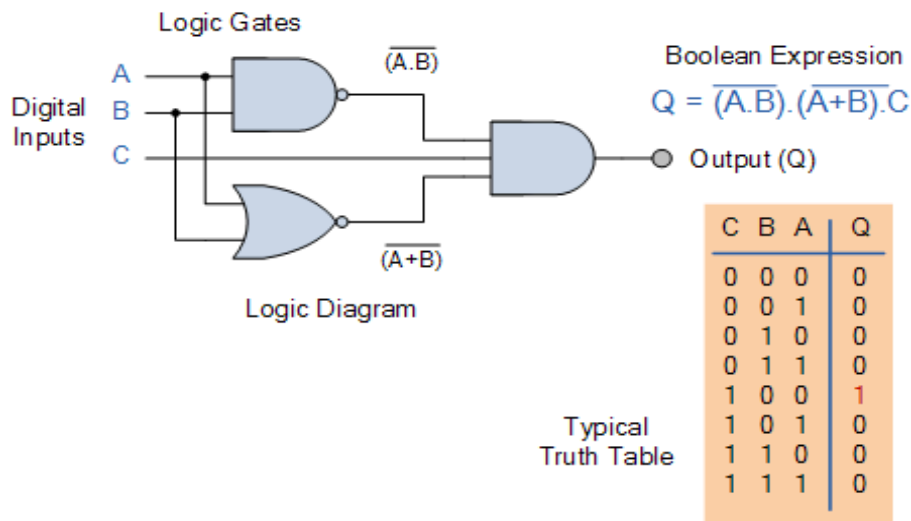 Logic Gates
A
B
C
Digital
Inputs
(A̅.̅B̅)̅
(A̅+̅B̅)̅
Logic Diagram
Boolean Expression
Q = (A̅.̅B̅)̅.(A̅+̅B̅)̅.C
Output (Q)
C B A Q
0 0 0 0
0 0 1 0
0 1 0 0
0 1 1 0
1 0 0 1
1 0 1 0
1 1 0 0
1 1 1 0
Typical
Truth Table